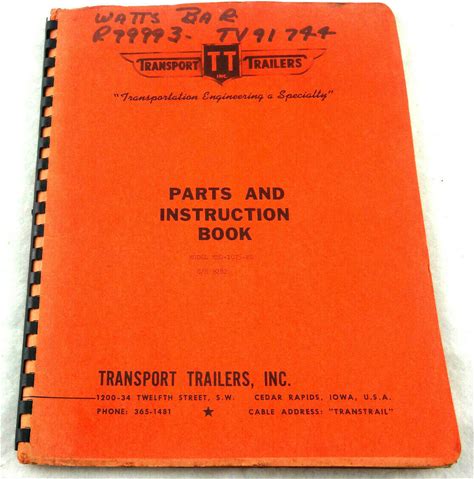 WATTS BAR
R79993- TV91744
TRANSPORT TT TRAILERS
INC.
"Transportation Engineering a Specialty"
PARTS AND
INSTRUCTION
BOOK
MODEL
S/N
TRANSPORT TRAILERS, INC.
1200-34 TWELFTH STREET, S.W. CEDAR RAPIDS, IOWA, U.S.A.
PHONE: 365-1481 ★ CABLE ADDRESS: "TRANSTRAIL"